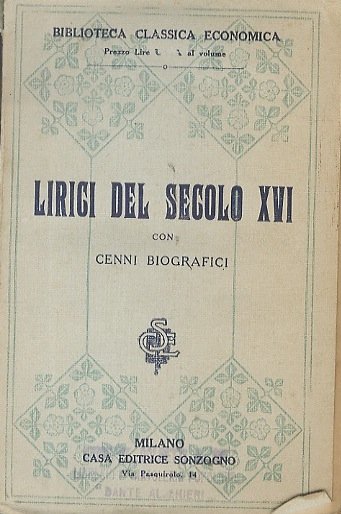 BIBLIOTECA CLASSICA ECONOMICA
Prezzo Lire al volume
LIRICI DEL SECOLO XVI
CON
CENNI BIOGRAFICI
MILANO
CASA EDITRICE SONZOGNO
Via Pasquirolo, 14
DANTE ALIGHIERI